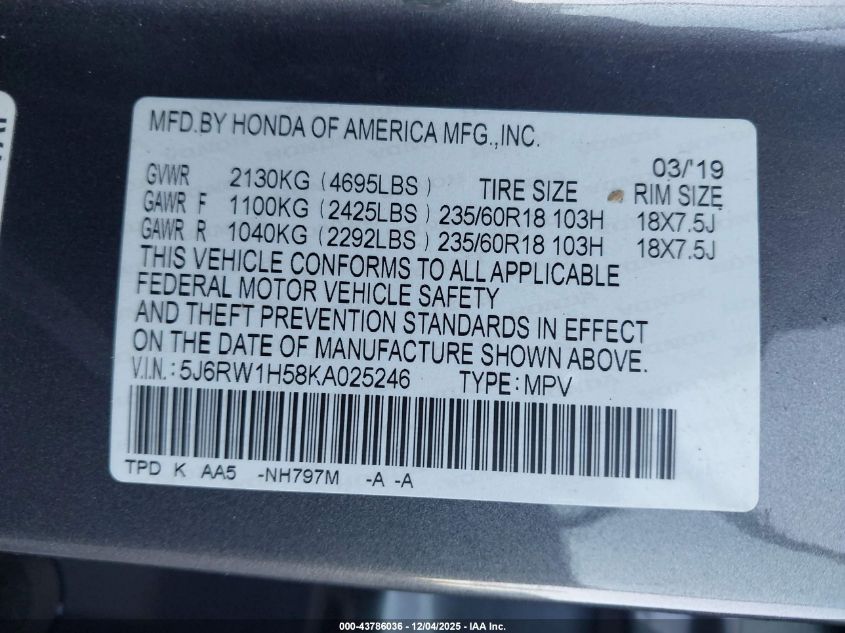 MFD.BY HONDA OF AMERICA MFG.,INC.
03/'19
GVWR 2130KG (4695LBS) TIRE SIZE RIM SIZE
GAWR F 1100KG (2425LBS) 235/60R18 103H 18X7.5J
GAWR R 1040KG (2292LBS) 235/60R18 103H 18X7.5J
THIS VEHICLE CONFORMS TO ALL APPLICABLE
FEDERAL MOTOR VEHICLE SAFETY
AND THEFT PREVENTION STANDARDS IN EFFECT
ON THE DATE OF MANUFACTURE SHOWN ABOVE.
V.I.N.: 5J6RW1H58KA025246 TYPE: MPV
TPD K AA5 -NH797M -A -A
000-43786036 - 12/04/2025 - IAA Inc.